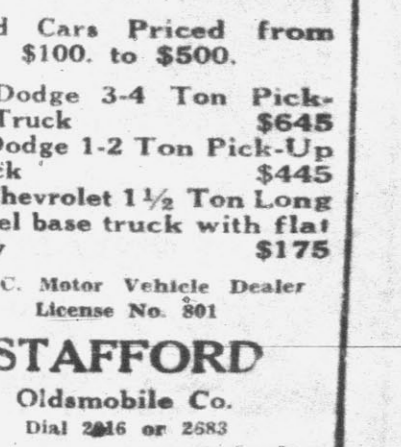 d Cars Priced from
$100. to $500.
Dodge 3-4 Ton Pick-
Truck $645
Dodge 1-2 Ton Pick-Up
ck $445
hevrolet 1½ Ton Long
el base truck with flat
y $175
C. Motor Vehicle Dealer
License No. 801
STAFFORD
Oldsmobile Co.
Dial 2216 or 2683